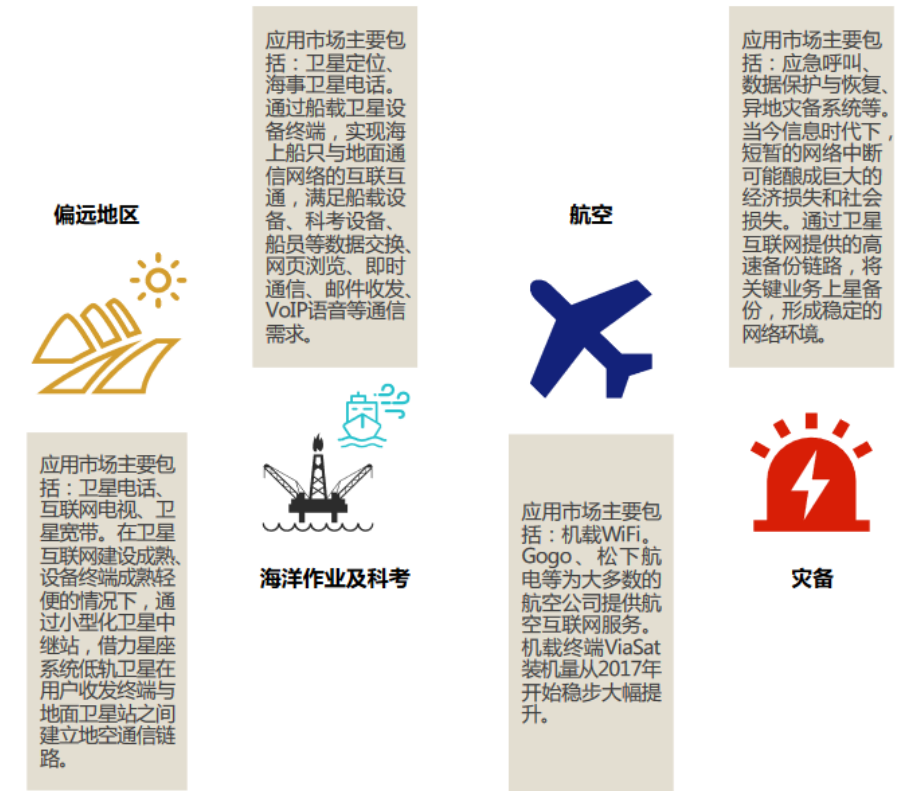 偏远地区
应用市场主要包
括：卫星电话、
互联网电视、卫
星宽带。在卫星
互联网建设成熟、
设备终端成熟轻
便的情况下，通
过小型化卫星中
继站，借力星座
系统低轨卫星在
用户收发终端与
地面卫星站之间
建立地空通信链
路。
应用市场主要包
括：卫星定位、
海事卫星电话。
通过船载卫星设
备终端，实现海
上船只与地面通
信网络的互联互
通，满足船载设
备、科考设备、
船员等数据交换、
网页浏览、即时
通信、邮件收发、
VoIP语音等通信
需求。
海洋作业及科考
航空
应用市场主要包
括：机载WiFi。
Gogo、松下航
电等为大多数的
航空公司提供航
空互联网服务。
机载终端ViaSat
装机量从2017年
开始稳步大幅提
升。
应用市场主要包
括：应急呼叫、
数据保护与恢复、
异地灾备系统等。
当今信息时代下，
短暂的网络中断
可能酿成巨大的
经济损失和社会
损失。通过卫星
互联网提供的高
速备份链路，将
关键业务上星备
份，形成稳定的
网络环境。
灾备